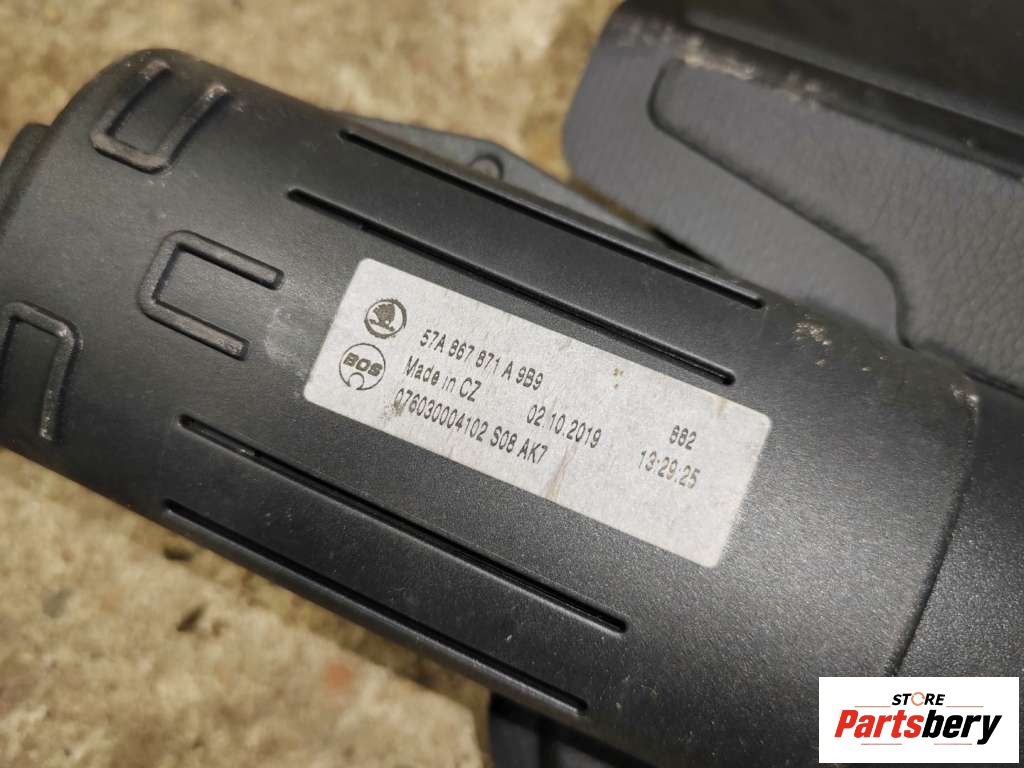 57A 867 871 A 9B9
BOS
Made in CZ 02.10.2019 882
076030004102 S08 AK7 13:29:25
STORE
Partsbery